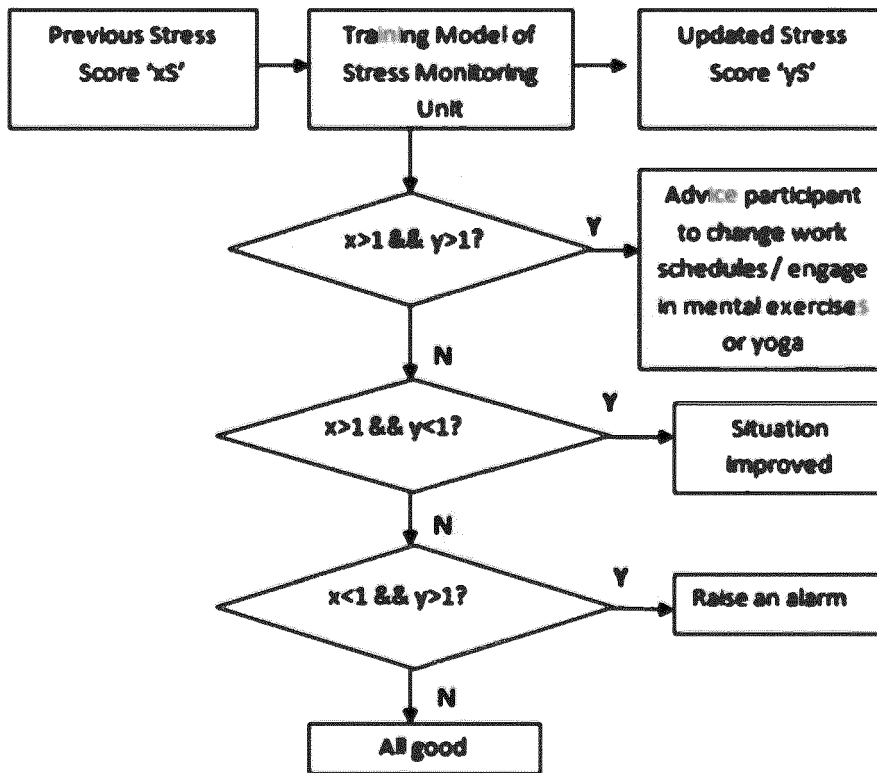 Previous Stress
Score ‘xS’
Training Model of
Stress Monitoring
Unit
Updated Stress
Score ‘yS’
x>1 && y>1?
Y
Advice participant
to change work
schedules / engage
in mental exercises
or yoga
N
x>1 && y<1?
Y
Situation
improved
N
x<1 && y>1?
Y
Raise an alarm
N
All good